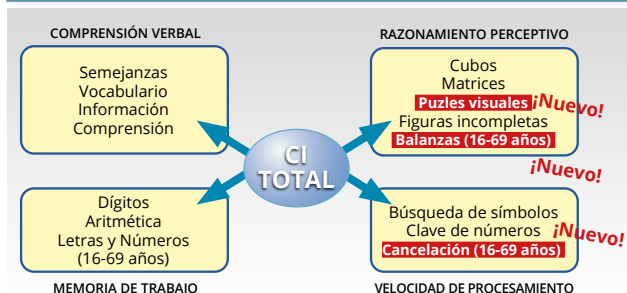 COMPRENSIÓN VERBAL
Semejanzas
Vocabulario
Información
Comprensión
RAZONAMIENTO PERCEPTIVO
Cubos
Matrices
Puzles visuales ¡Nuevo!
Figuras incompletas
Balanzas (16-69 años)
¡Nuevo!
CI
TOTAL
Dígitos
Aritmética
Letras y Números
(16-69 años)
MEMORIA DE TRABAJO
Búsqueda de símbolos
Clave de números ¡Nuevo!
Cancelación (16-69 años)
VELOCIDAD DE PROCESAMIENTO